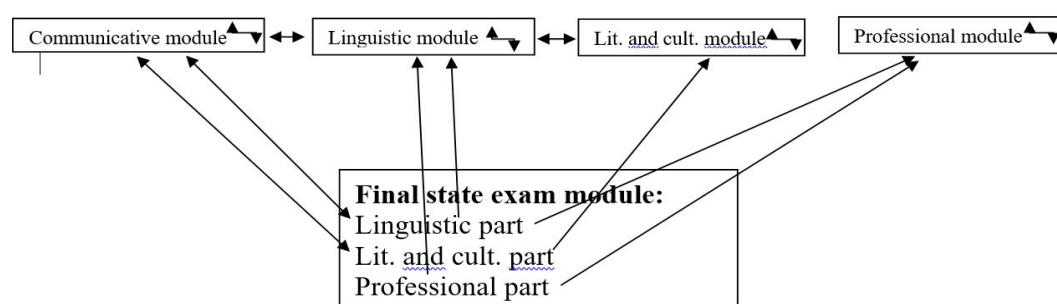 Communicative module
Linguistic module
Lit. and cult. module
Professional module
Final state exam module:
Linguistic part
Lit. and cult. part
Professional part